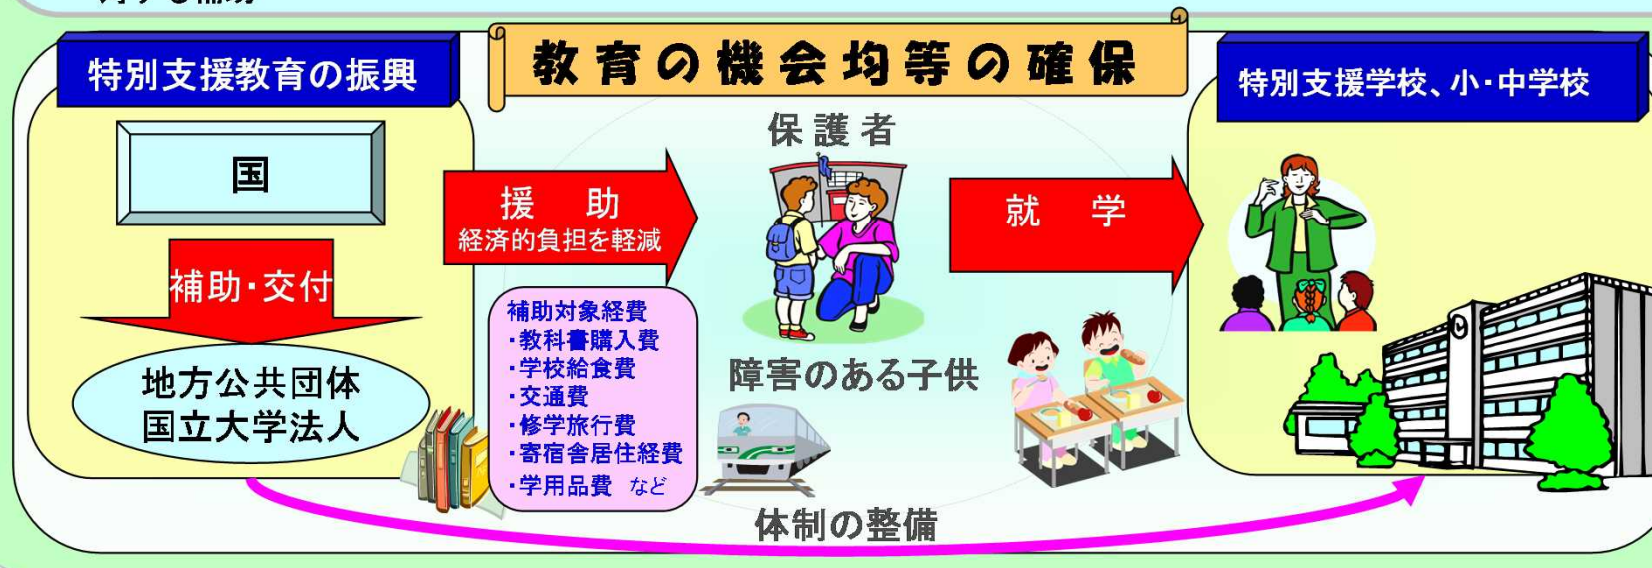 教育の機会均等の確保
特別支援教育の振興
国
補助・交付
地方公共団体
国立大学法人
援 助
経済的負担を軽減
補助対象経費
・教科書購入費
・学校給食費
・交通費
・修学旅行費
・寄宿舎居住経費
・学用品費 など
保護者
障害のある子供
体制の整備
就 学
特別支援学校、小・中学校